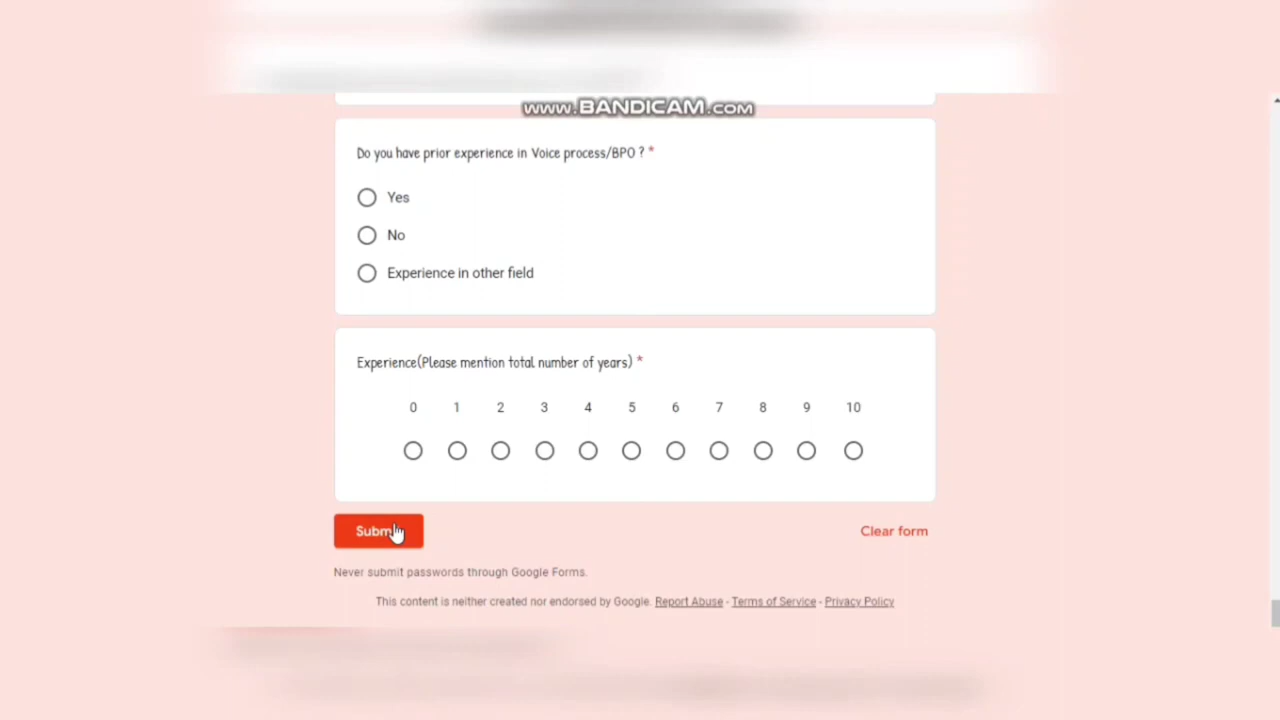 www.BANDICAM.com
Do you have prior experience in Voice process/BPO ? *
Yes
No
Experience in other field
Experience(Please mention total number of years) *
0 1 2 3 4 5 6 7 8 9 10
Clear form
Never submit passwords through Google Forms.
This content is neither created nor endorsed by Google. Report Abuse - Terms of Service - Privacy Policy